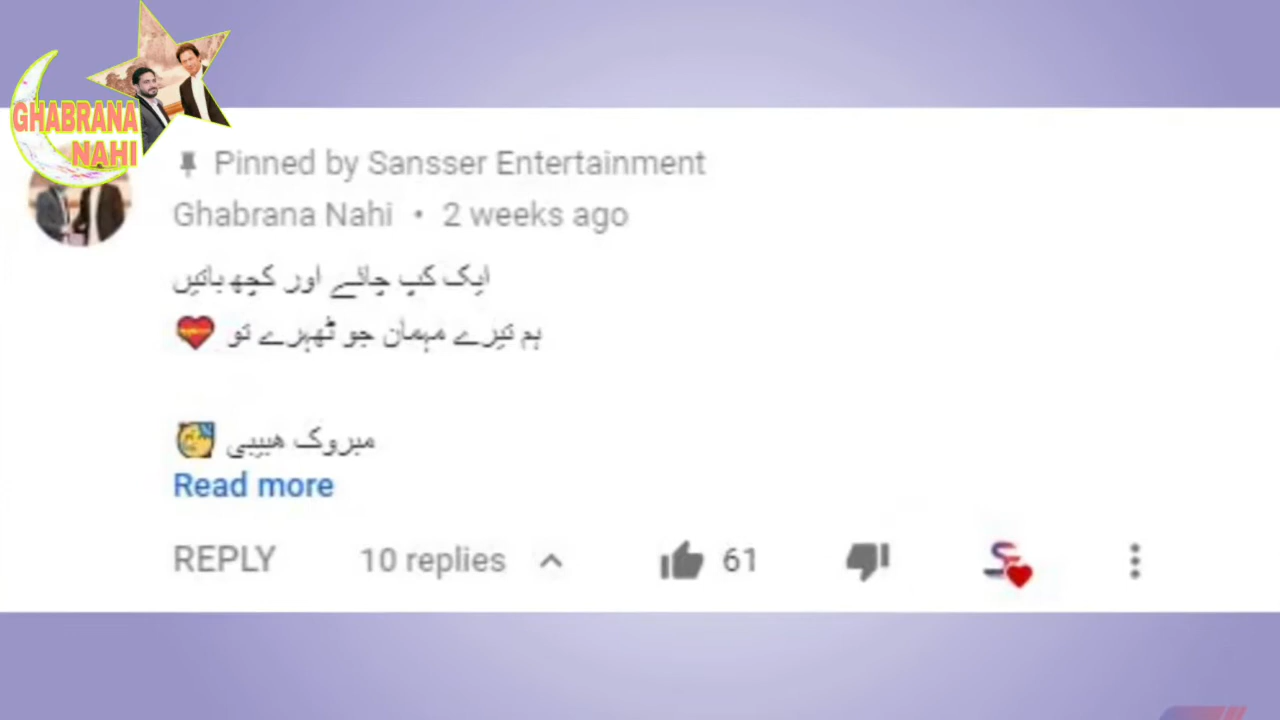 GHABRANA
NAHI
Pinned by Sansser Entertainment
Ghabrana Nahi • 2 weeks ago
ایک کپ چائے اور کچھ باتیں
ہم تیرے مہمان جو ٹھہرے تو
مبروک ھبیبی
Read more
REPLY 10 replies 61